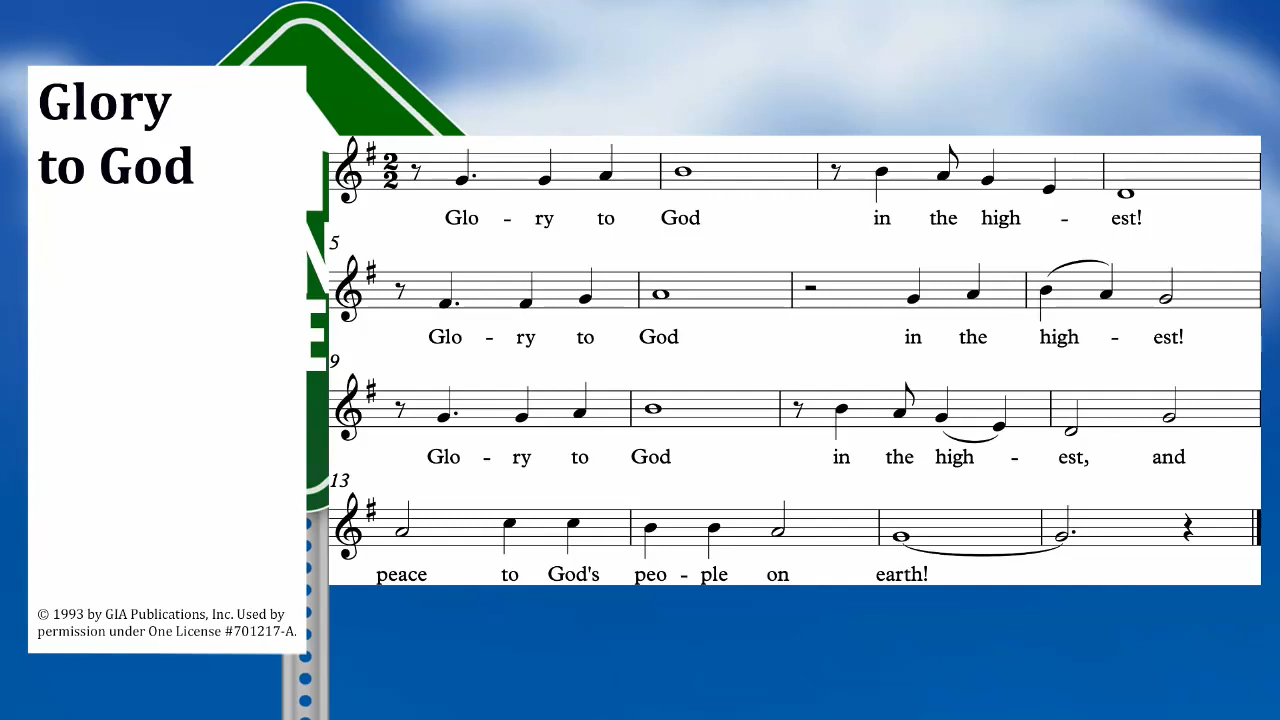 Glory
to God
Glo - ry to God in the high - est!
5
Glo - ry to God in the high - est!
9
Glo - ry to God in the high - est, and
13
peace to God's peo - ple on earth!
© 1993 by GIA Publications, Inc. Used by
permission under One License #701217-A.